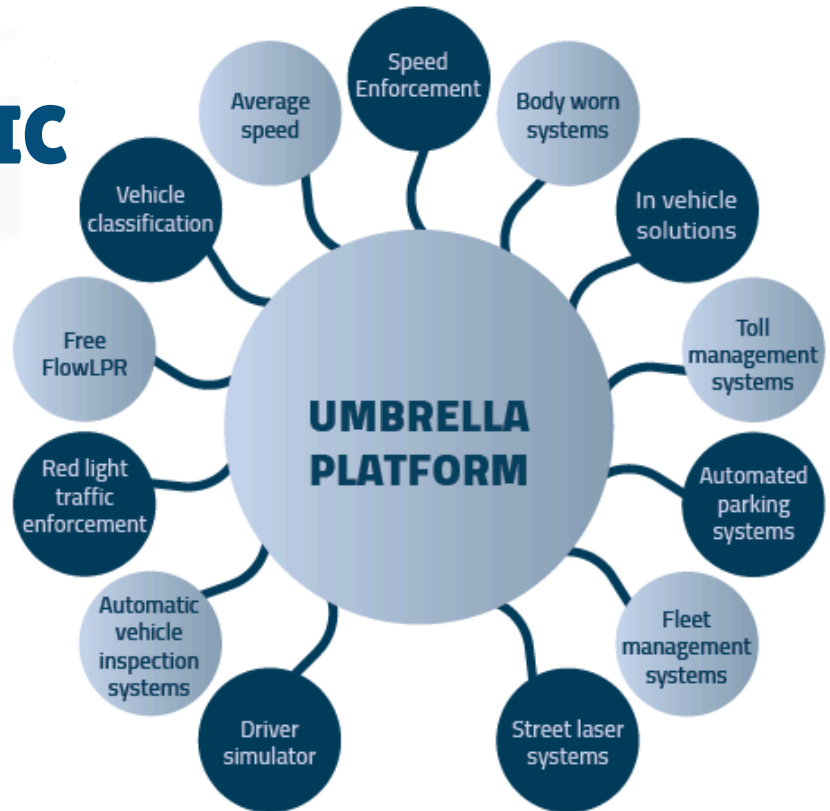 IC
Speed
Enforcement
Average
speed
Body worn
systems
Vehicle
classification
In vehicle
solutions
Free
FlowLPR
Toll
management
systems
UMBRELLA
PLATFORM
Red light
traffic
enforcement
Automated
parking
systems
Automatic
vehicle
inspection
systems
Fleet
management
systems
Driver
simulator
Street laser
systems